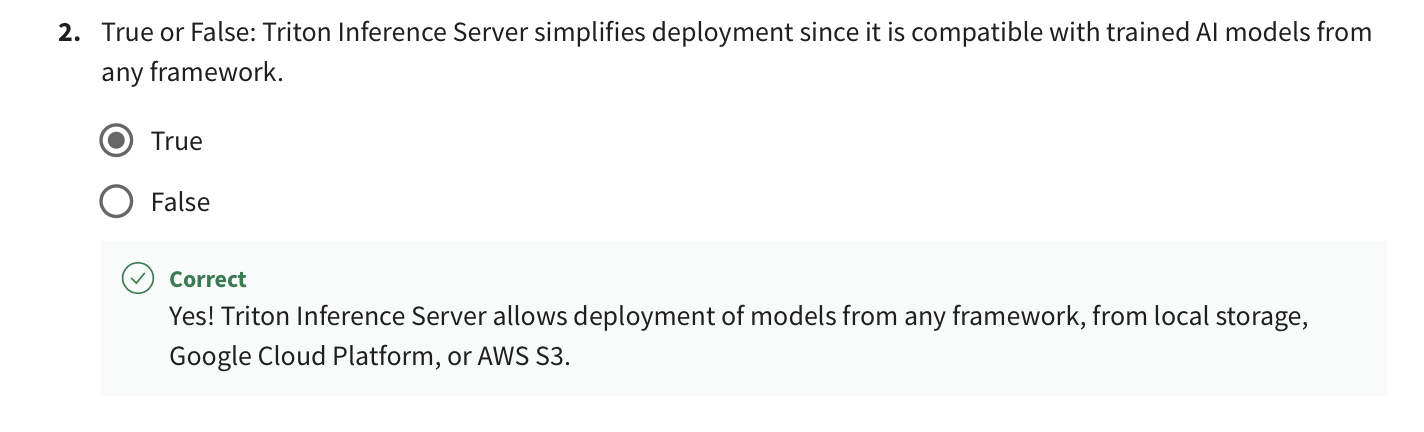 2. True or False: Triton Inference Server simplifies deployment since it is compatible with trained AI models from
any framework.
True
False
Correct
Yes! Triton Inference Server allows deployment of models from any framework, from local storage,
Google Cloud Platform, or AWS S3.